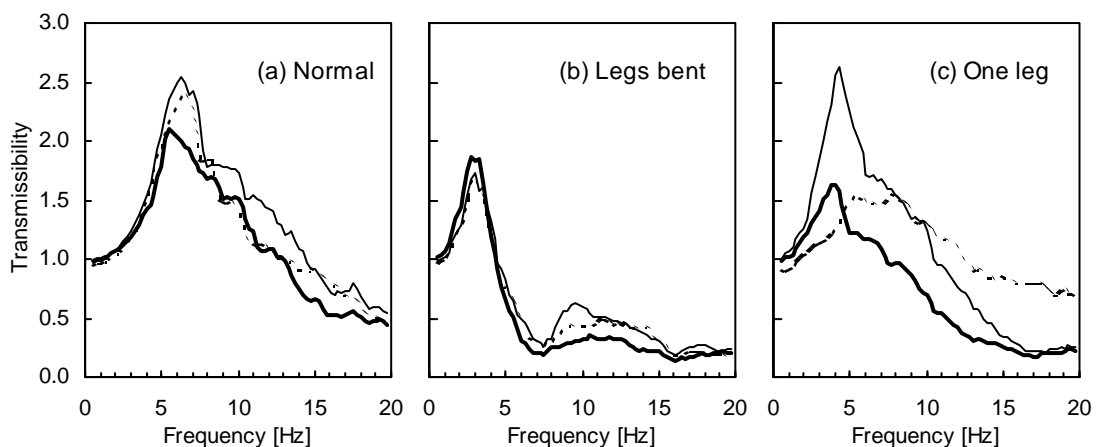 3.0
2.5
2.0
1.5
1.0
0.5
0.0
Transmissibility
(a) Normal
(b) Legs bent
(c) One leg
0 5 10 15 20
0 5 10 15 20
0 5 10 15 20
Frequency [Hz]
Frequency [Hz]
Frequency [Hz]